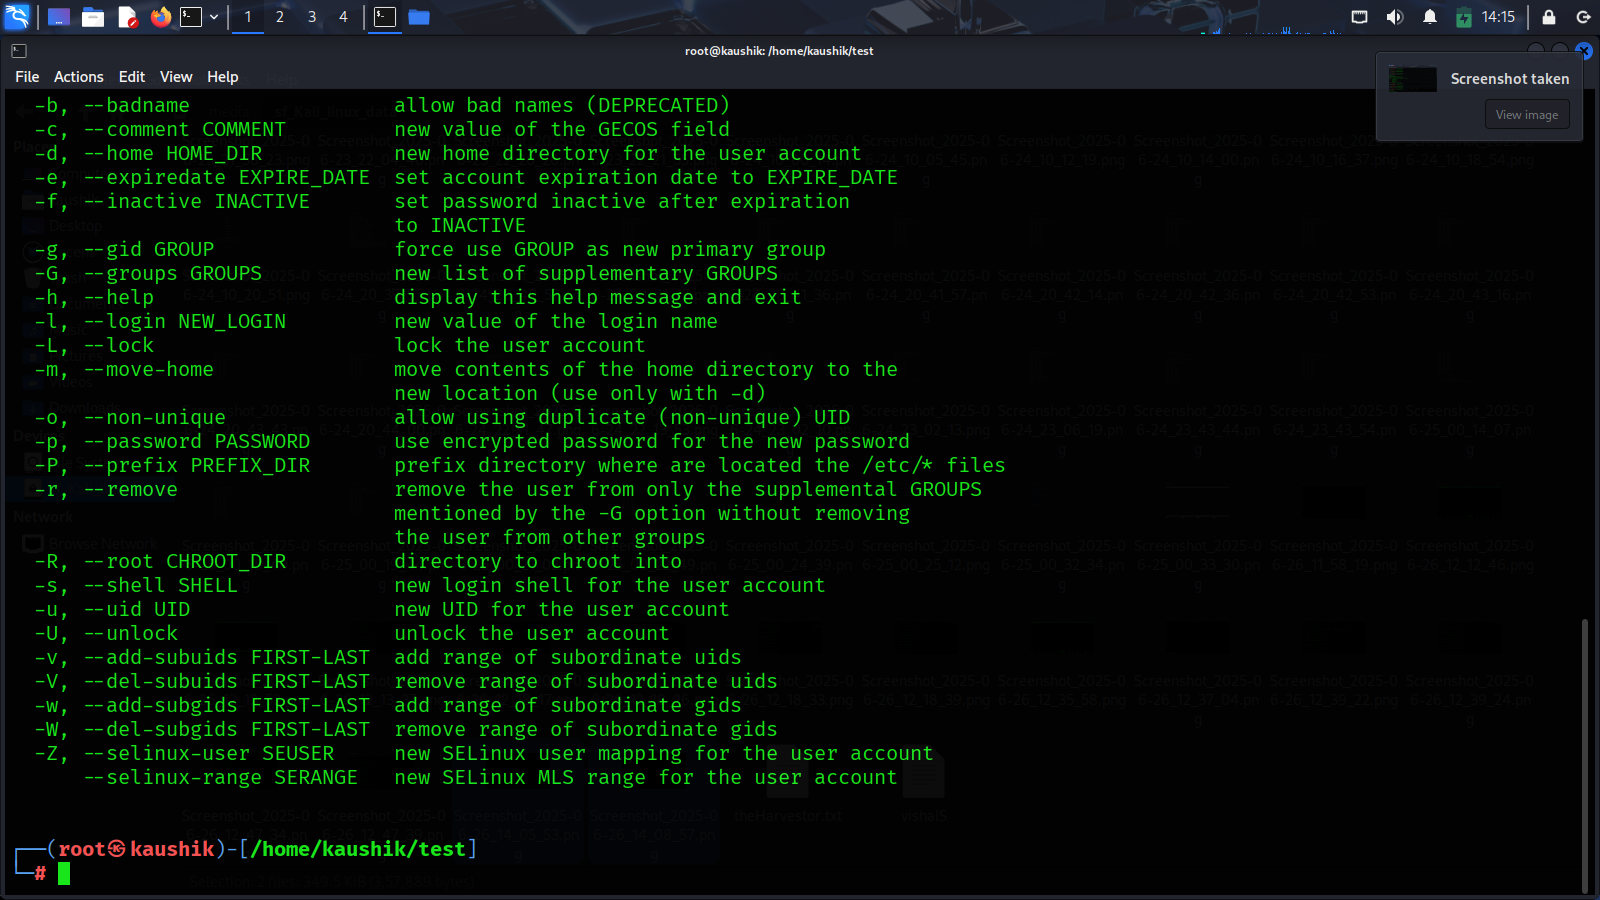 1 2 3 4
14:15
root@kaushik: /home/kaushik/test
File Actions Edit View Help
Screenshot taken
View image
-b, --badname allow bad names (DEPRECATED)
-c, --comment COMMENT new value of the GECOS field
-d, --home HOME_DIR new home directory for the user account
-e, --expiredate EXPIRE_DATE set account expiration date to EXPIRE_DATE
-f, --inactive INACTIVE set password inactive after expiration
to INACTIVE
-g, --gid GROUP force use GROUP as new primary group
-G, --groups GROUPS new list of supplementary GROUPS
-h, --help display this help message and exit
-l, --login NEW_LOGIN new value of the login name
-L, --lock lock the user account
-m, --move-home move contents of the home directory to the
new location (use only with -d)
-o, --non-unique allow using duplicate (non-unique) UID
-p, --password PASSWORD use encrypted password for the new password
-P, --prefix PREFIX_DIR prefix directory where are located the /etc/* files
-r, --remove remove the user from only the supplemental GROUPS
mentioned by the -G option without removing
the user from other groups
-R, --root CHROOT_DIR directory to chroot into
-s, --shell SHELL new login shell for the user account
-u, --uid UID new UID for the user account
-U, --unlock unlock the user account
-v, --add-subuids FIRST-LAST add range of subordinate uids
-V, --del-subuids FIRST-LAST remove range of subordinate uids
-w, --add-subgids FIRST-LAST add range of subordinate gids
-W, --del-subgids FIRST-LAST remove range of subordinate gids
-Z, --selinux-user SEUSER new SELinux user mapping for the user account
--selinux-range SERANGE new SELinux MLS range for the user account
(root㉿kaushik)-[/home/kaushik/test]
#